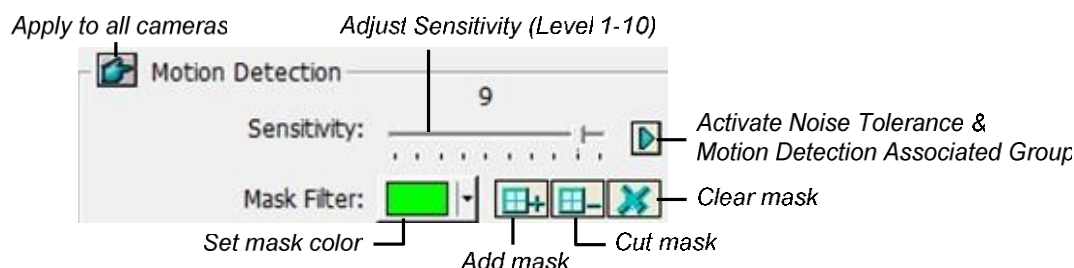 Apply to all cameras
Adjust Sensitivity (Level 1-10)
Motion Detection
9
Sensitivity:
Activate Noise Tolerance &
Motion Detection Associated Group
Mask Filter:
Clear mask
Set mask color
Cut mask
Add mask